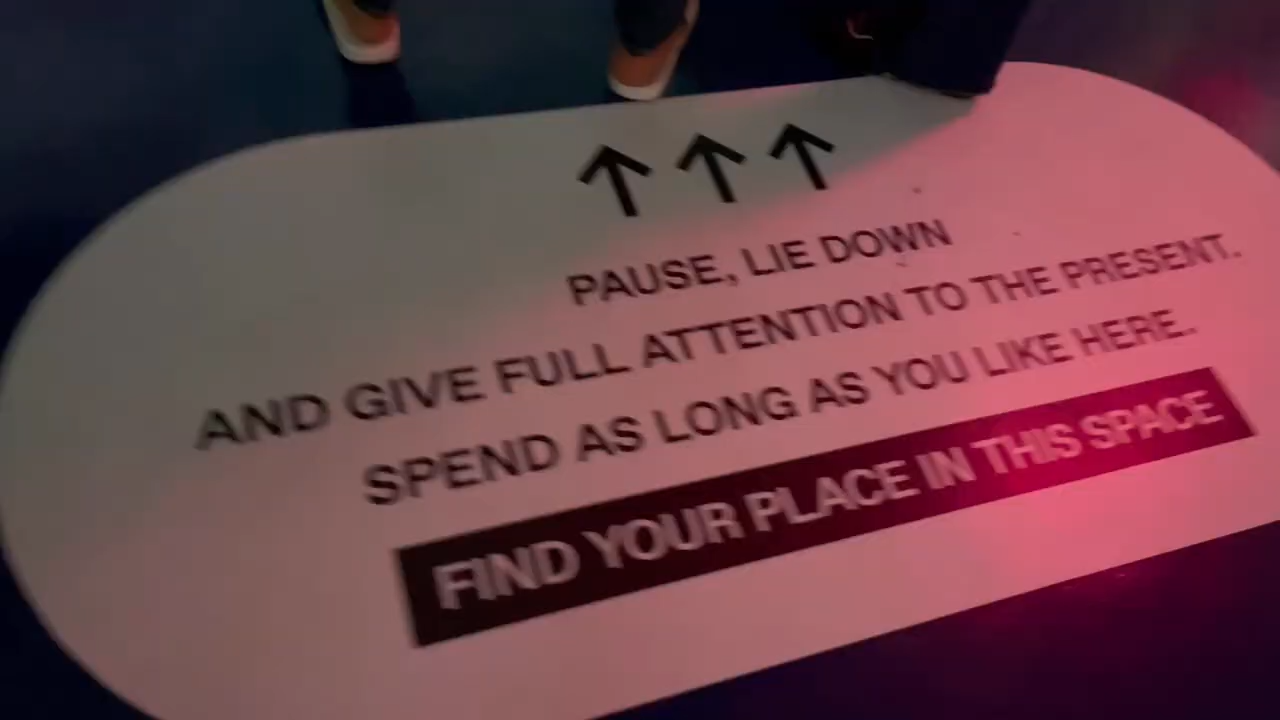 ↑↑↑
PAUSE, LIE DOWN
AND GIVE FULL ATTENTION TO THE PRESENT.
SPEND AS LONG AS YOU LIKE HERE.
FIND YOUR PLACE IN THIS SPACE